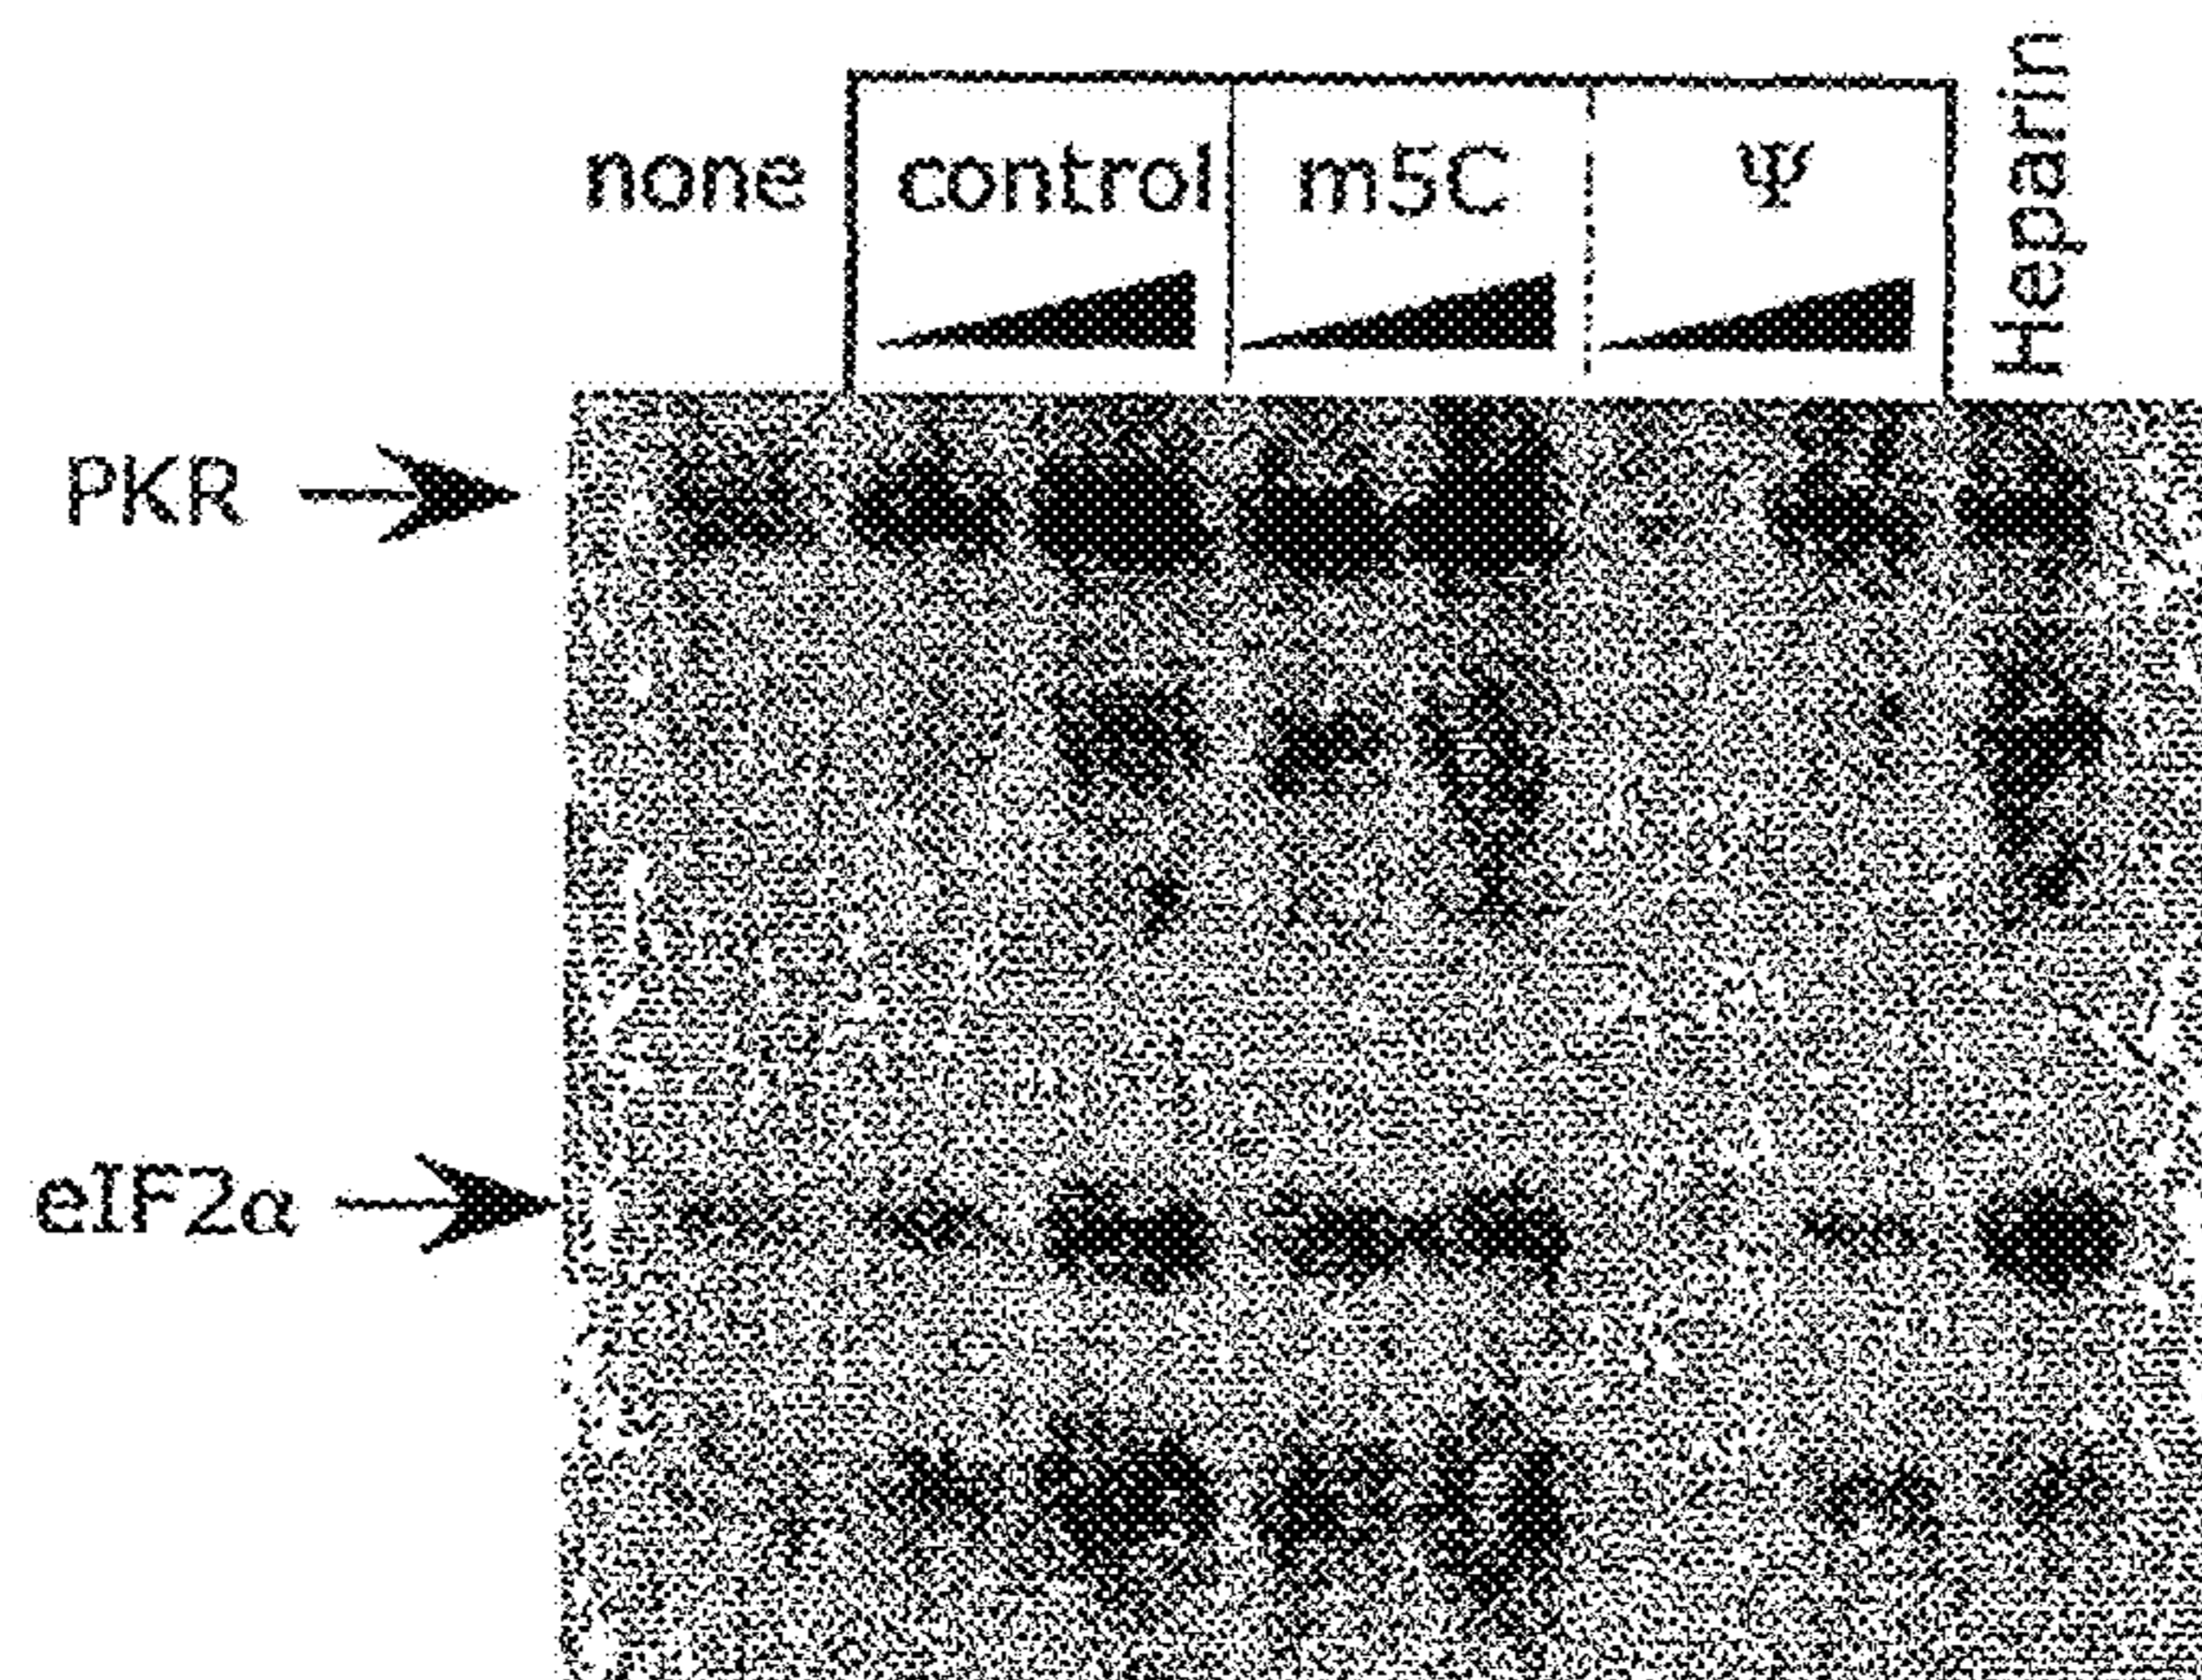 none control m5C Ψ Heparin
PKR
eIF2α